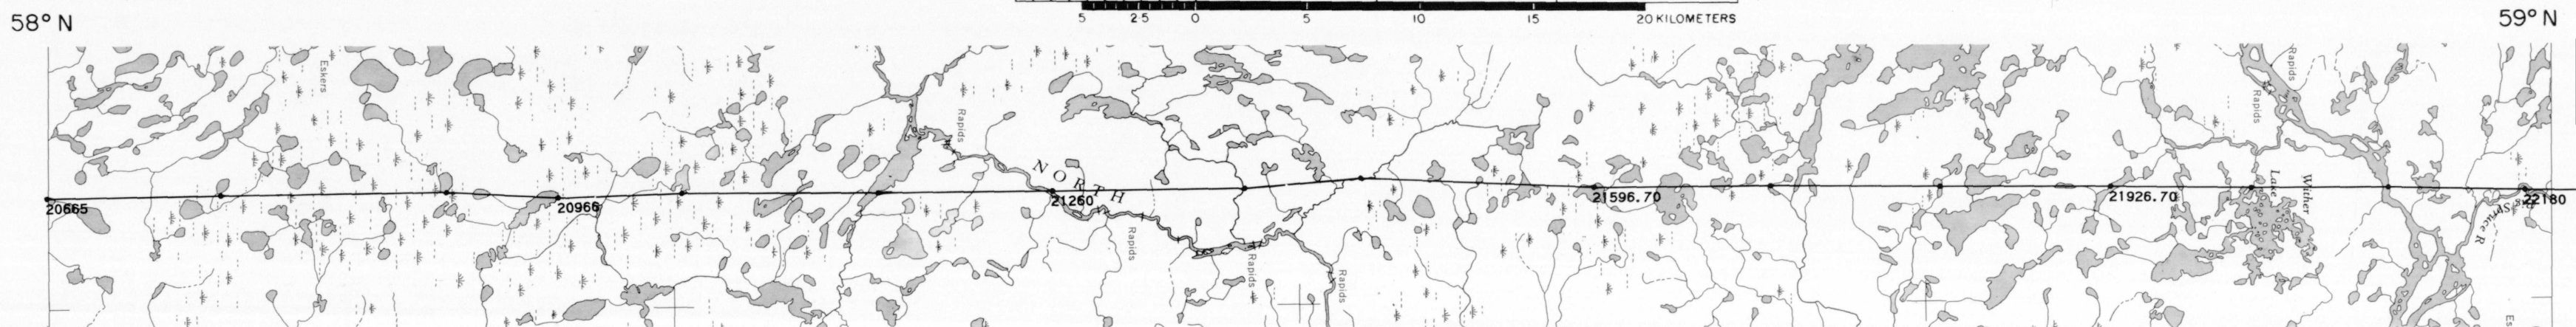 5 2.5 0 5 10 15 20 KILOMETERS
58° N
59° N
Eskers
Rapids
Rapids
Rapids
NORTH
20665
20966
21260
21596.70
21926.70
22180
Lake
Wither
Spruce R
Rapids
Rapids
Rapids